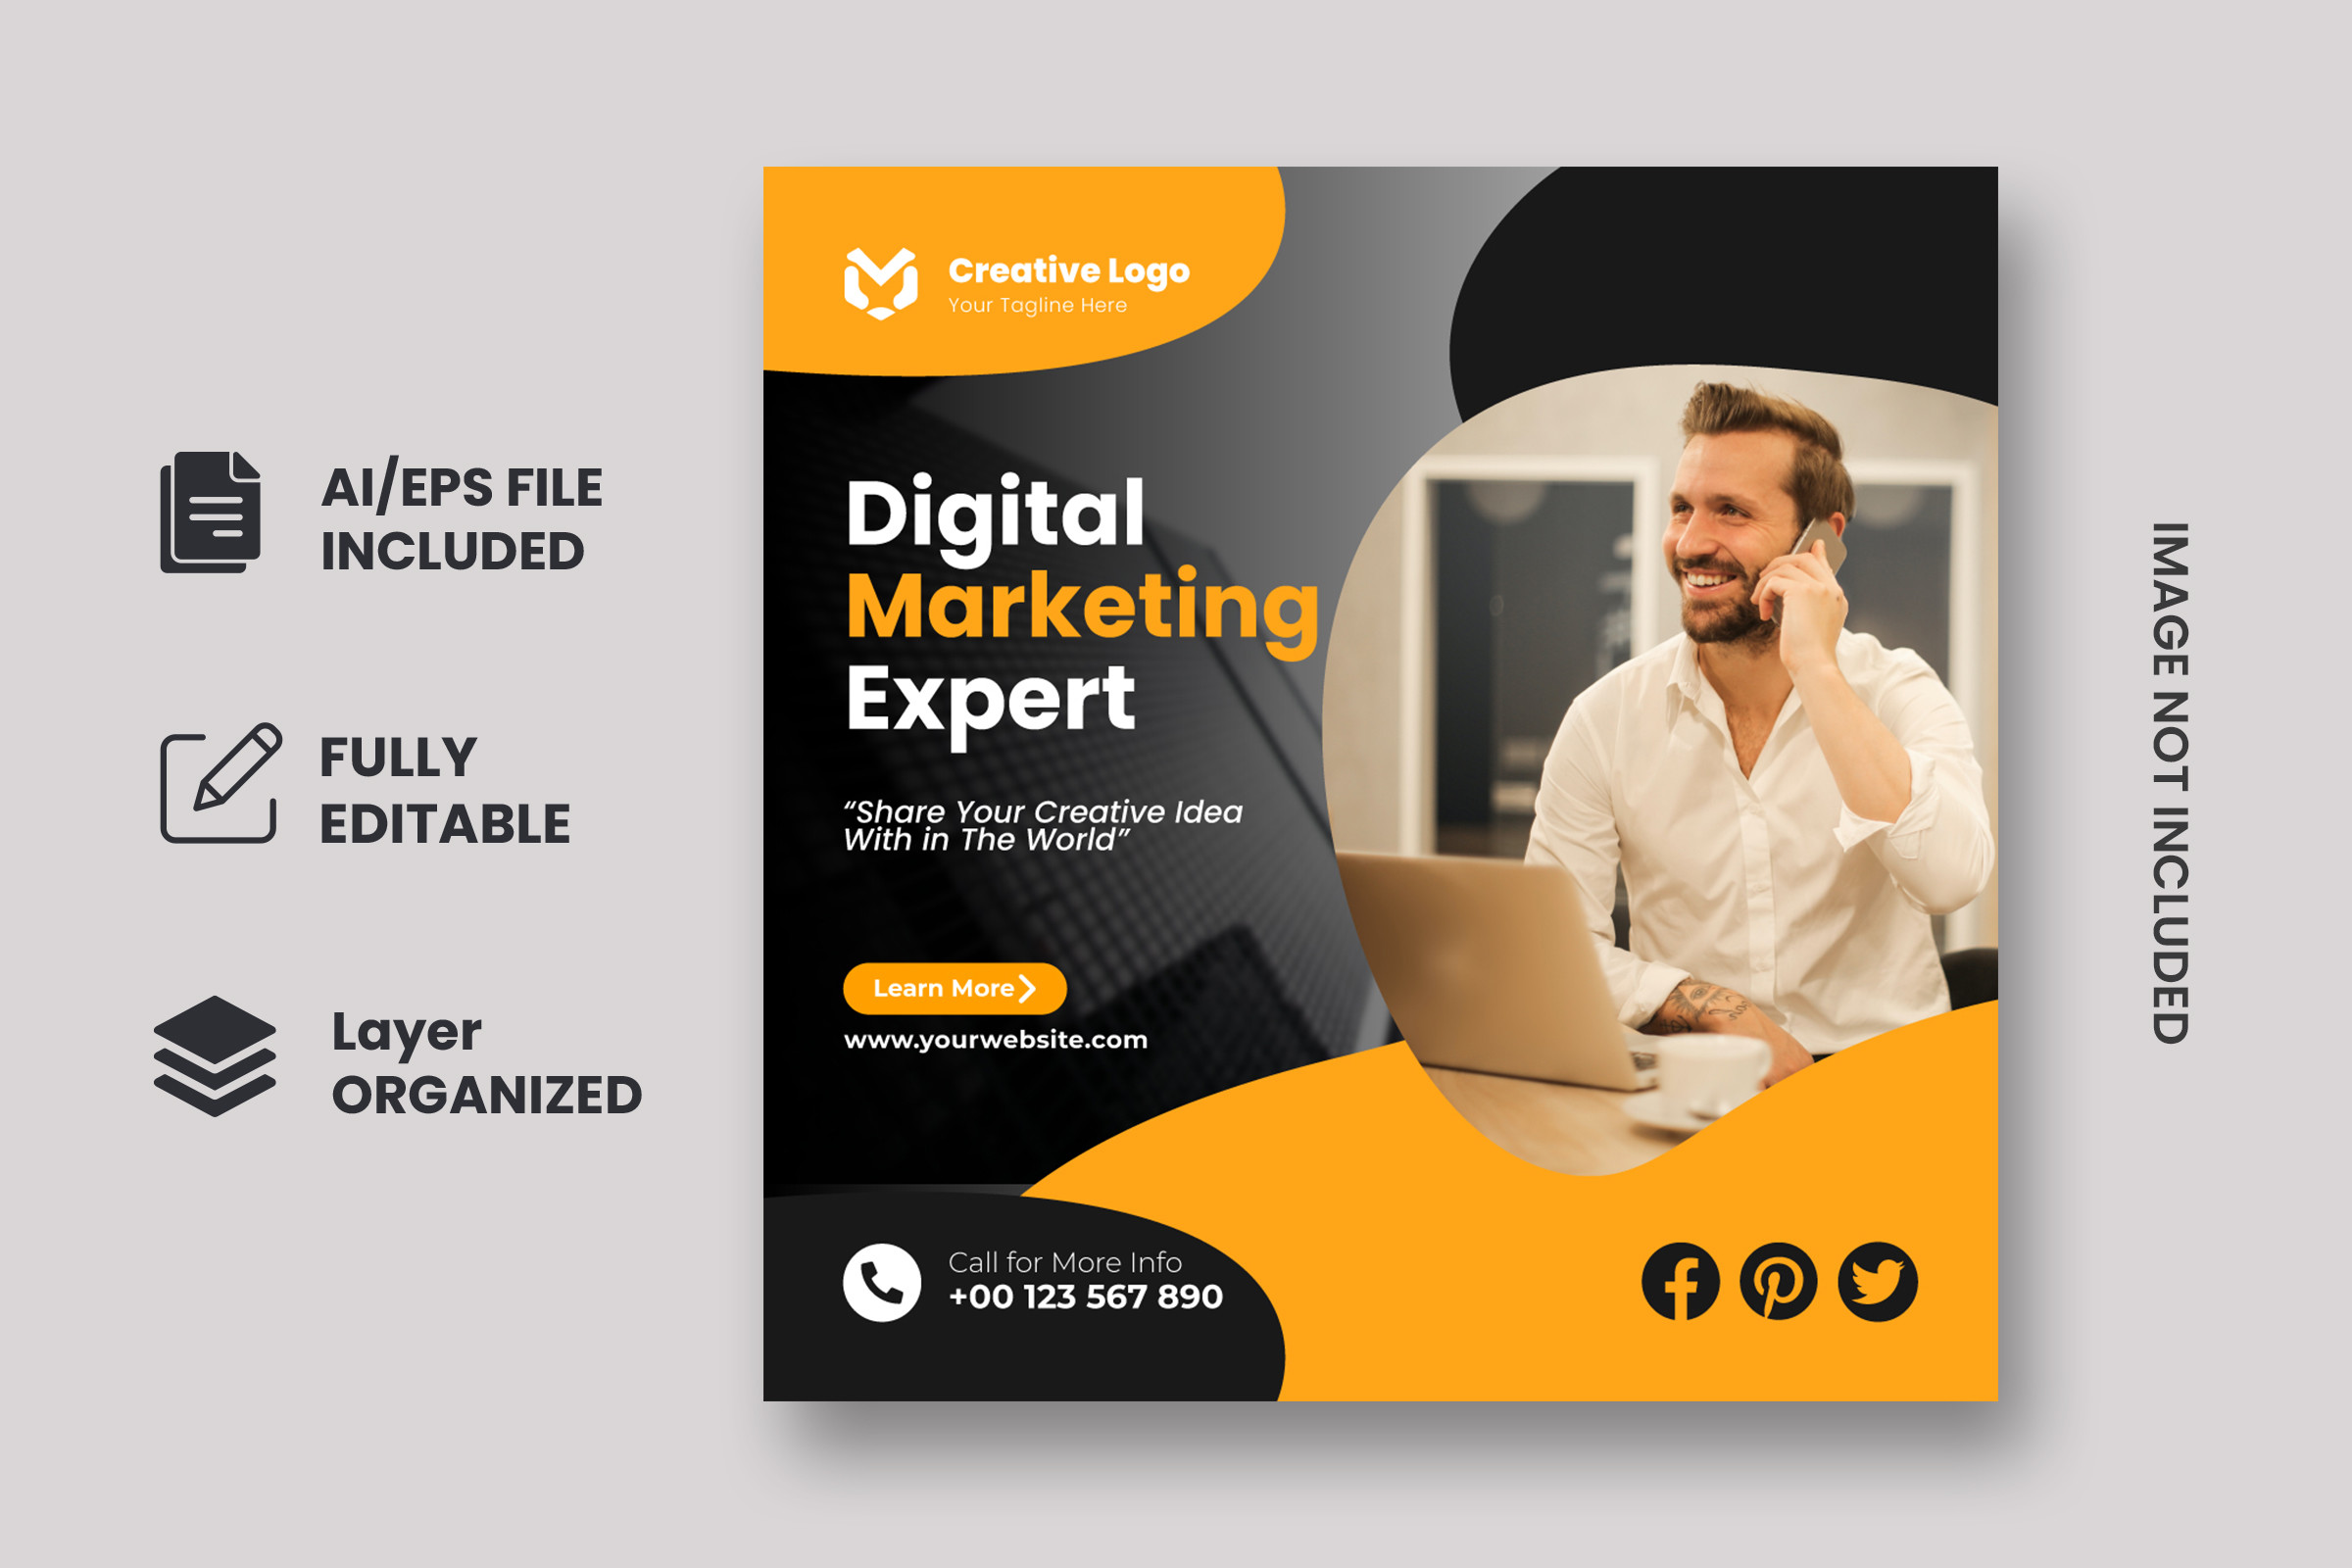 AI/EPS FILE
INCLUDED
FULLY
EDITABLE
Layer
ORGANIZED
Creative Logo
Your Tagline Here
Digital
Marketing
Expert
“Share Your Creative Idea
With in The World”
Learn More
www.yourwebsite.com
Call for More Info
+00 123 567 890
IMAGE NOT INCLUDED